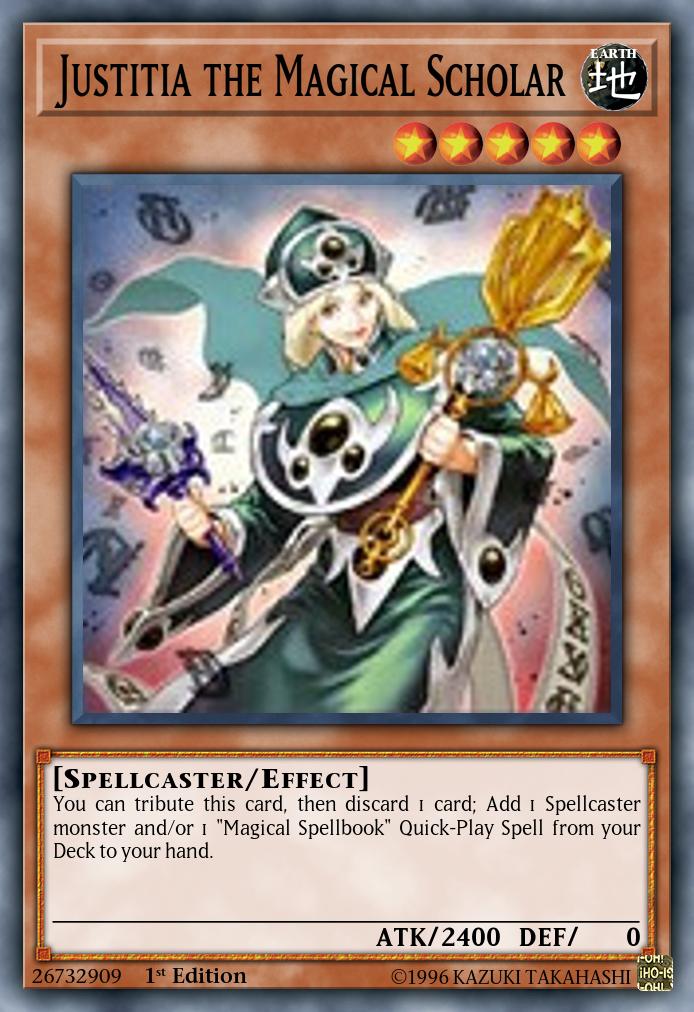 Justitia the Magical Scholar
EARTH
地
[Spellcaster/Effect]
You can tribute this card, then discard 1 card; Add 1 Spellcaster
monster and/or 1 "Magical Spellbook" Quick-Play Spell from your
Deck to your hand.
ATK/2400 DEF/ 0
26732909 1st Edition ©1996 KAZUKI TAKAHASHI